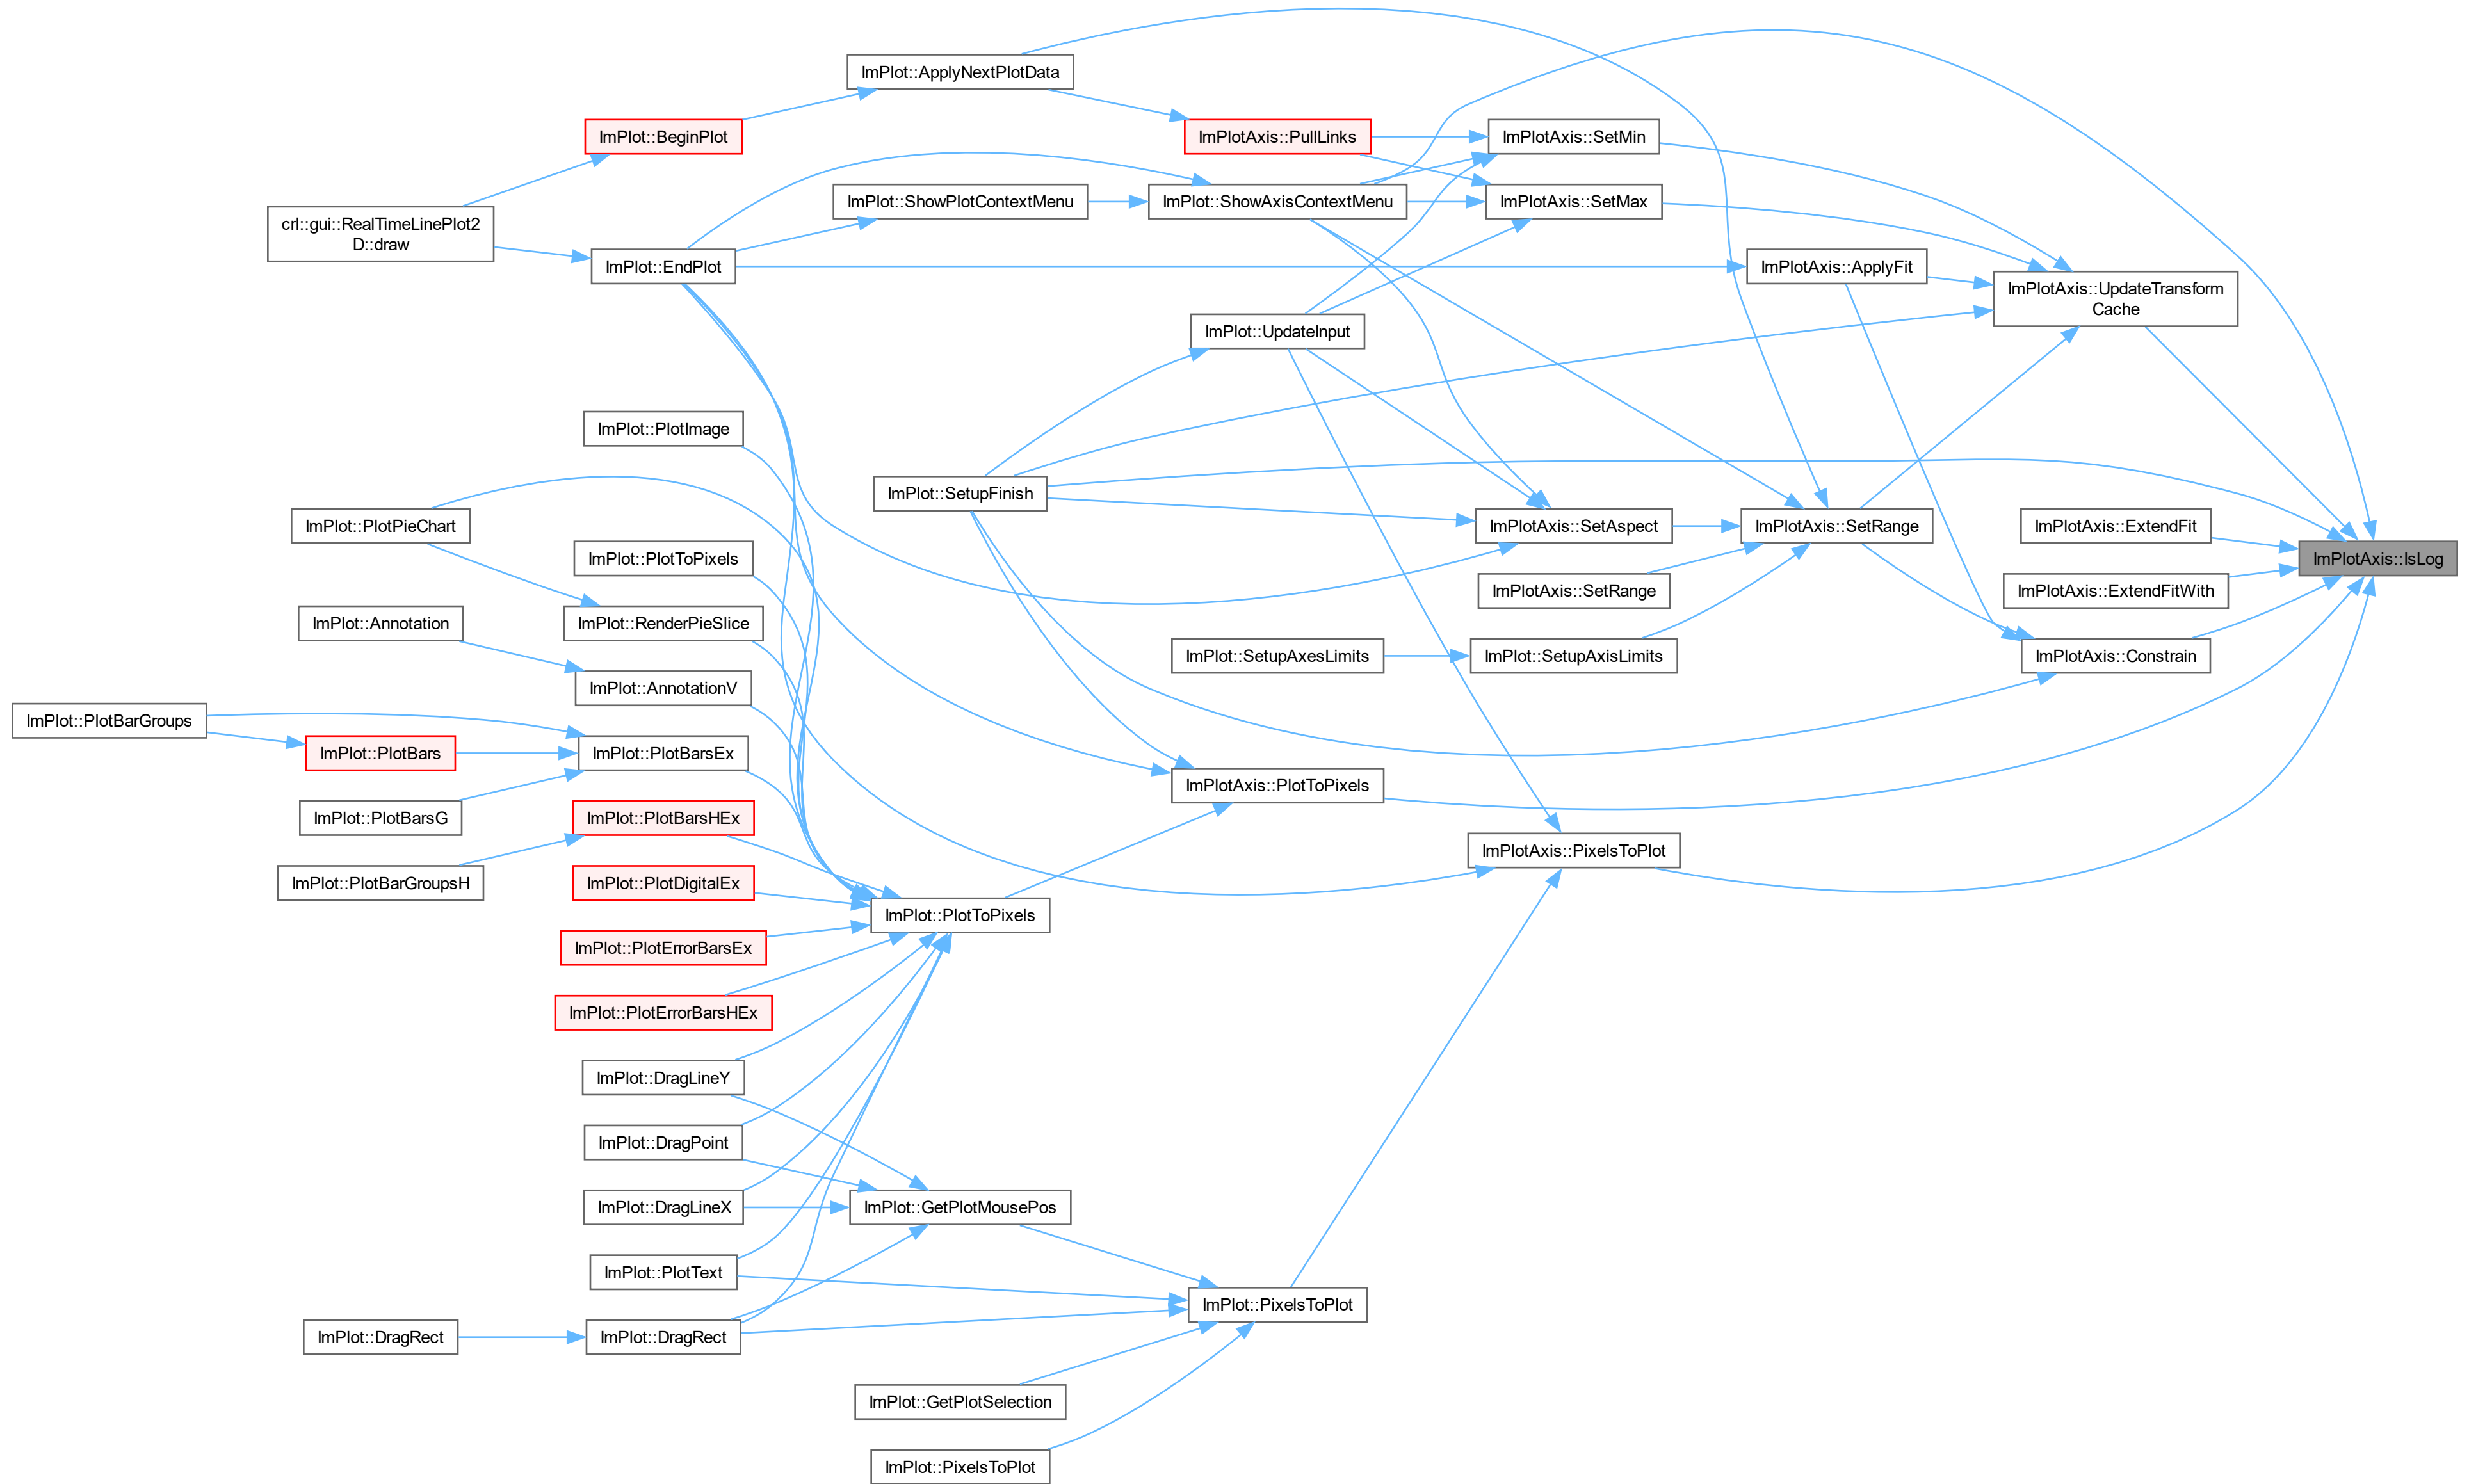 ImPlot::ApplyNextPlotData
ImPlot::BeginPlot
ImPlotAxis::PullLinks
ImPlotAxis::SetMin
crl::gui::RealTimeLinePlot2
D::draw
ImPlot::ShowPlotContextMenu
ImPlot::ShowAxisContextMenu
ImPlotAxis::SetMax
ImPlot::EndPlot
ImPlotAxis::ApplyFit
ImPlotAxis::UpdateTransform
Cache
ImPlot::UpdateInput
ImPlot::PlotImage
ImPlot::SetupFinish
ImPlot::PlotPieChart
ImPlotAxis::SetAspect
ImPlotAxis::SetRange
ImPlotAxis::ExtendFit
ImPlot::PlotToPixels
ImPlotAxis::IsLog
ImPlotAxis::SetRange
ImPlotAxis::ExtendFitWith
ImPlot::Annotation
ImPlot::RenderPieSlice
ImPlot::SetupAxesLimits
ImPlot::SetupAxisLimits
ImPlotAxis::Constrain
ImPlot::AnnotationV
ImPlot::PlotBarGroups
ImPlot::PlotBars
ImPlot::PlotBarsEx
ImPlotAxis::PlotToPixels
ImPlot::PlotBarsG
ImPlot::PlotBarsHEx
ImPlotAxis::PixelsToPlot
ImPlot::PlotBarGroupsH
ImPlot::PlotDigitalEx
ImPlot::PlotToPixels
ImPlot::PlotErrorBarsEx
ImPlot::PlotErrorBarsHEx
ImPlot::DragLineY
ImPlot::DragPoint
ImPlot::DragLineX
ImPlot::GetPlotMousePos
ImPlot::PlotText
ImPlot::PixelsToPlot
ImPlot::DragRect
ImPlot::DragRect
ImPlot::GetPlotSelection
ImPlot::PixelsToPlot